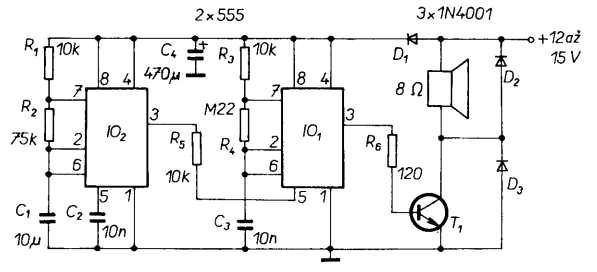 2×555
3×1N4001
R1
10k
C4
+
470μ
R3
10k
D1
+12až
15 V
8
4
8
4
R2
75k
7
2
6
IO2
3
R5
10k
M22
R4
7
2
6
IO1
3
R6
120
8 Ω
D2
D3
T1
5
1
5
1
C1
10μ
C2
10n
C3
10n